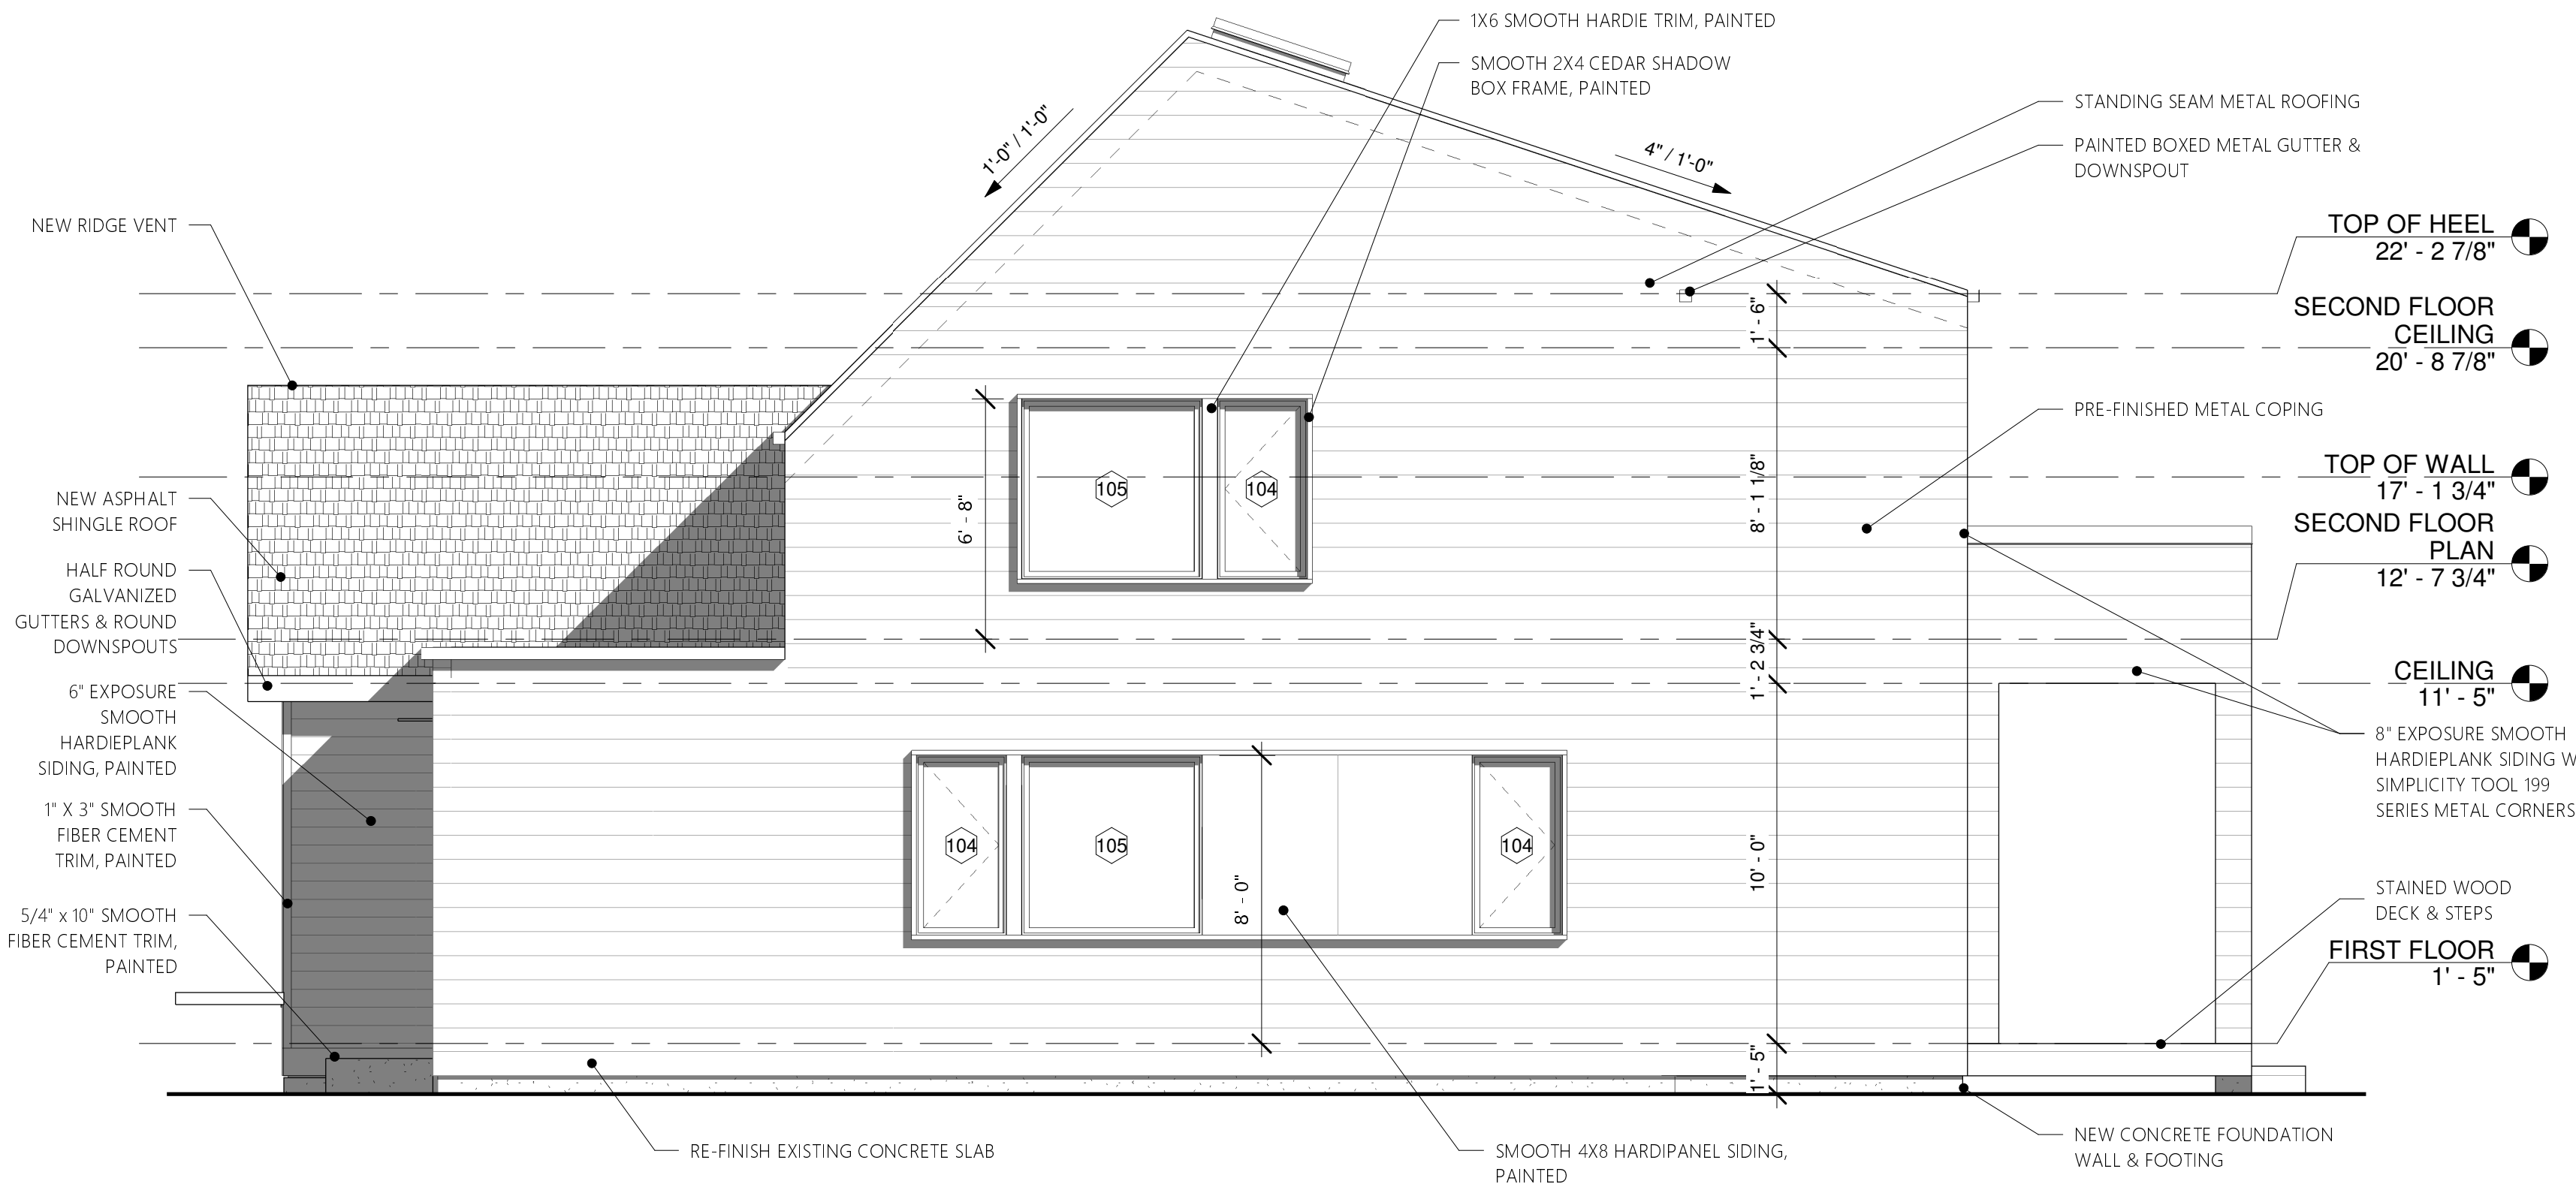 1X6 SMOOTH HARDIE TRIM, PAINTED
SMOOTH 2X4 CEDAR SHADOW
BOX FRAME, PAINTED
STANDING SEAM METAL ROOFING
PAINTED BOXED METAL GUTTER &
DOWNSPOUT
1'-0" / 1'-0"
4" / 1'-0"
NEW RIDGE VENT
TOP OF HEEL
22' - 2 7/8"
SECOND FLOOR
CEILING
20' - 8 7/8"
1' - 6"
PRE-FINISHED METAL COPING
TOP OF WALL
17' - 1 3/4"
NEW ASPHALT
SHINGLE ROOF
6' - 8"
105
104
8' - 1 1/8"
SECOND FLOOR
PLAN
12' - 7 3/4"
HALF ROUND
GALVANIZED
GUTTERS & ROUND
DOWNSPOUTS
1' - 2 3/4"
CEILING
11' - 5"
6" EXPOSURE
SMOOTH
HARDIEPLANK
SIDING, PAINTED
8" EXPOSURE SMOOTH
HARDIEPLANK SIDING W
SIMPLICITY TOOL 199
SERIES METAL CORNERS
1" X 3" SMOOTH
FIBER CEMENT
TRIM, PAINTED
104
105
8' - 0"
104
10' - 0"
STAINED WOOD
DECK & STEPS
5/4" x 10" SMOOTH
FIBER CEMENT TRIM,
PAINTED
FIRST FLOOR
1' - 5"
1' - 5"
RE-FINISH EXISTING CONCRETE SLAB
SMOOTH 4X8 HARDIPANEL SIDING,
PAINTED
NEW CONCRETE FOUNDATION
WALL & FOOTING